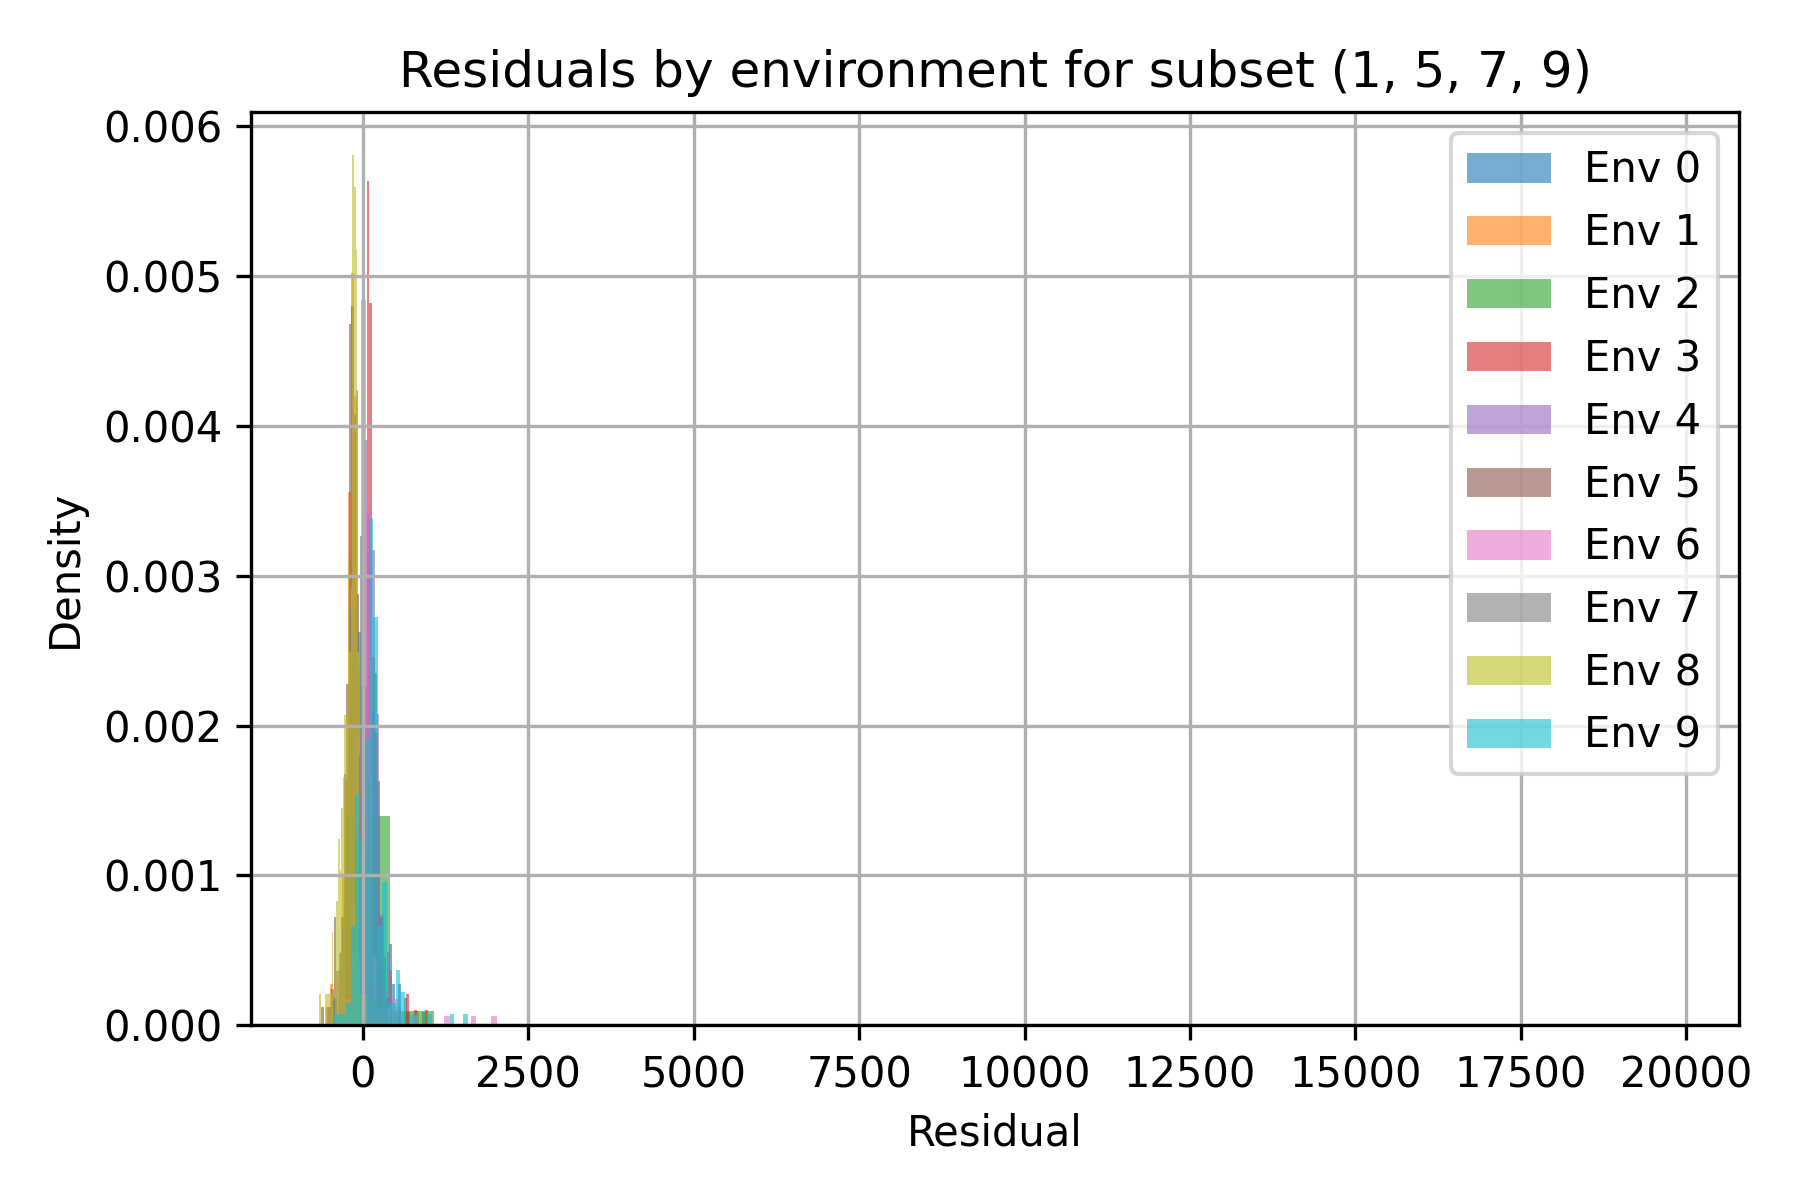 Residuals by environment for subset (1, 5, 7, 9)
0.006
0.005
0.004
0.003
0.002
0.001
0.000
Density
Env 0
Env 1
Env 2
Env 3
Env 4
Env 5
Env 6
Env 7
Env 8
Env 9
0 2500 5000 7500 10000 12500 15000 17500 20000
Residual